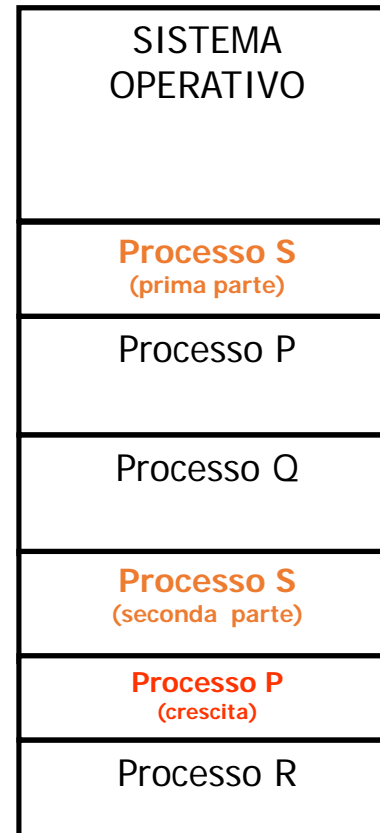 SISTEMA
OPERATIVO
Processo S
(prima parte)
Processo P
Processo Q
Processo S
(seconda parte)
Processo P
(crescita)
Processo R